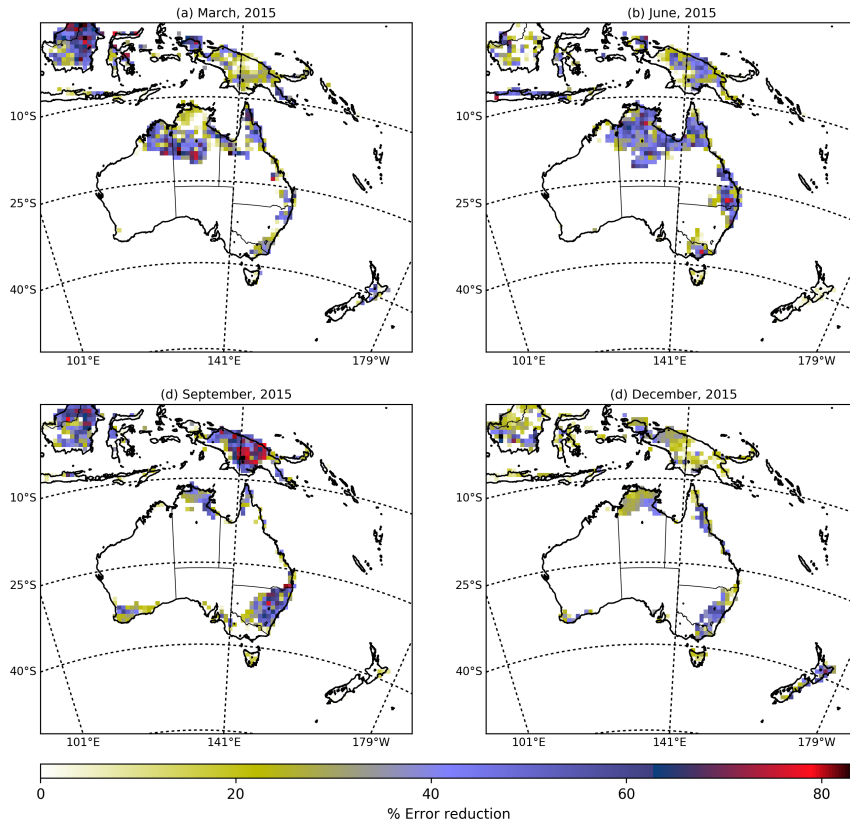 (a) March, 2015
(b) June, 2015
10°S
25°S
40°S
101°E
141°E
179°W
10°S
25°S
40°S
101°E
141°E
179°W
(d) September, 2015
(d) December, 2015
10°S
25°S
40°S
101°E
141°E
179°W
10°S
25°S
40°S
101°E
141°E
179°W
0
20
40
60
80
% Error reduction